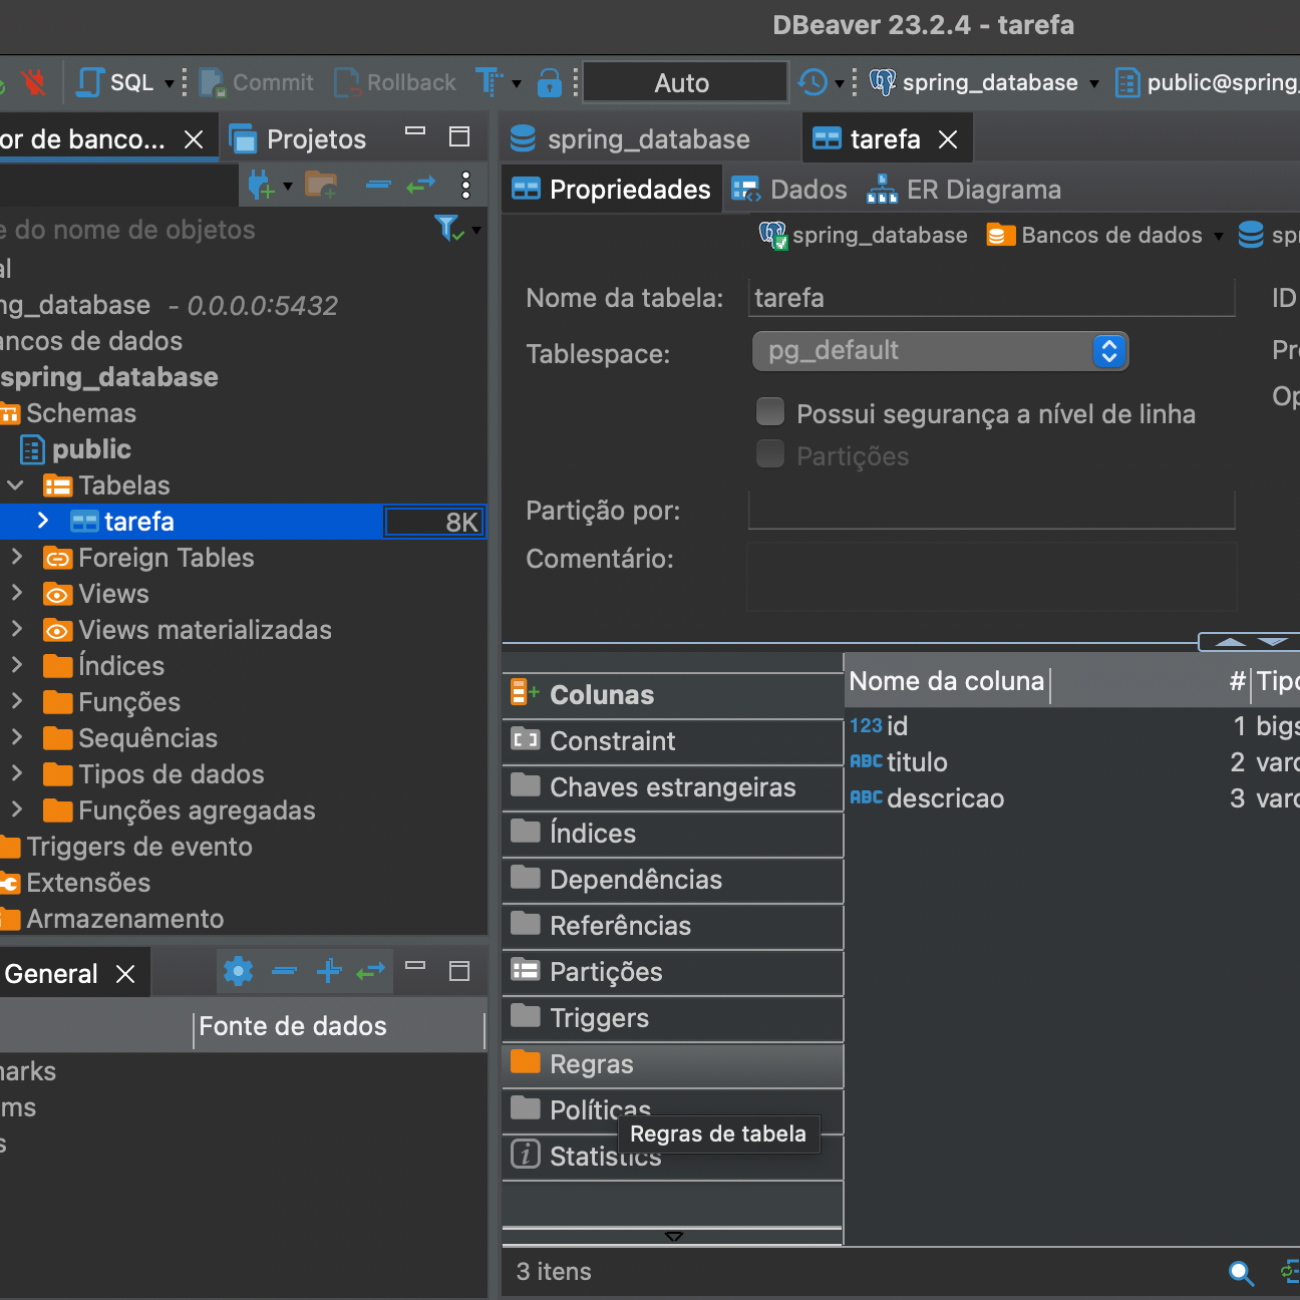 DBeaver 23.2.4 - tarefa
SQL Commit Rollback Auto spring_database public@spring_
or de banco... Projetos
e do nome de objetos
al
ng_database - 0.0.0.0:5432
ancos de dados
spring_database
Schemas
public
Tabelas
tarefa 8K
Foreign Tables
Views
Views materializadas
Índices
Funções
Sequências
Tipos de dados
Funções agregadas
Triggers de evento
Extensões
Armazenamento
General
Fonte de dados
arks
ms
s
spring_database tarefa
Propriedades Dados ER Diagrama
spring_database Bancos de dados spr
Nome da tabela: tarefa ID
Tablespace: pg_default Pr
Possui segurança a nível de linha Op
Partições
Partição por:
Comentário:
Colunas
Constraint
Chaves estrangeiras
Índices
Dependências
Referências
Partições
Triggers
Regras
Políticas
Regras de tabela
Statistics
Nome da coluna # Tipo
123 id 1 bigs
ABC titulo 2 varc
ABC descricao 3 varc
3 itens